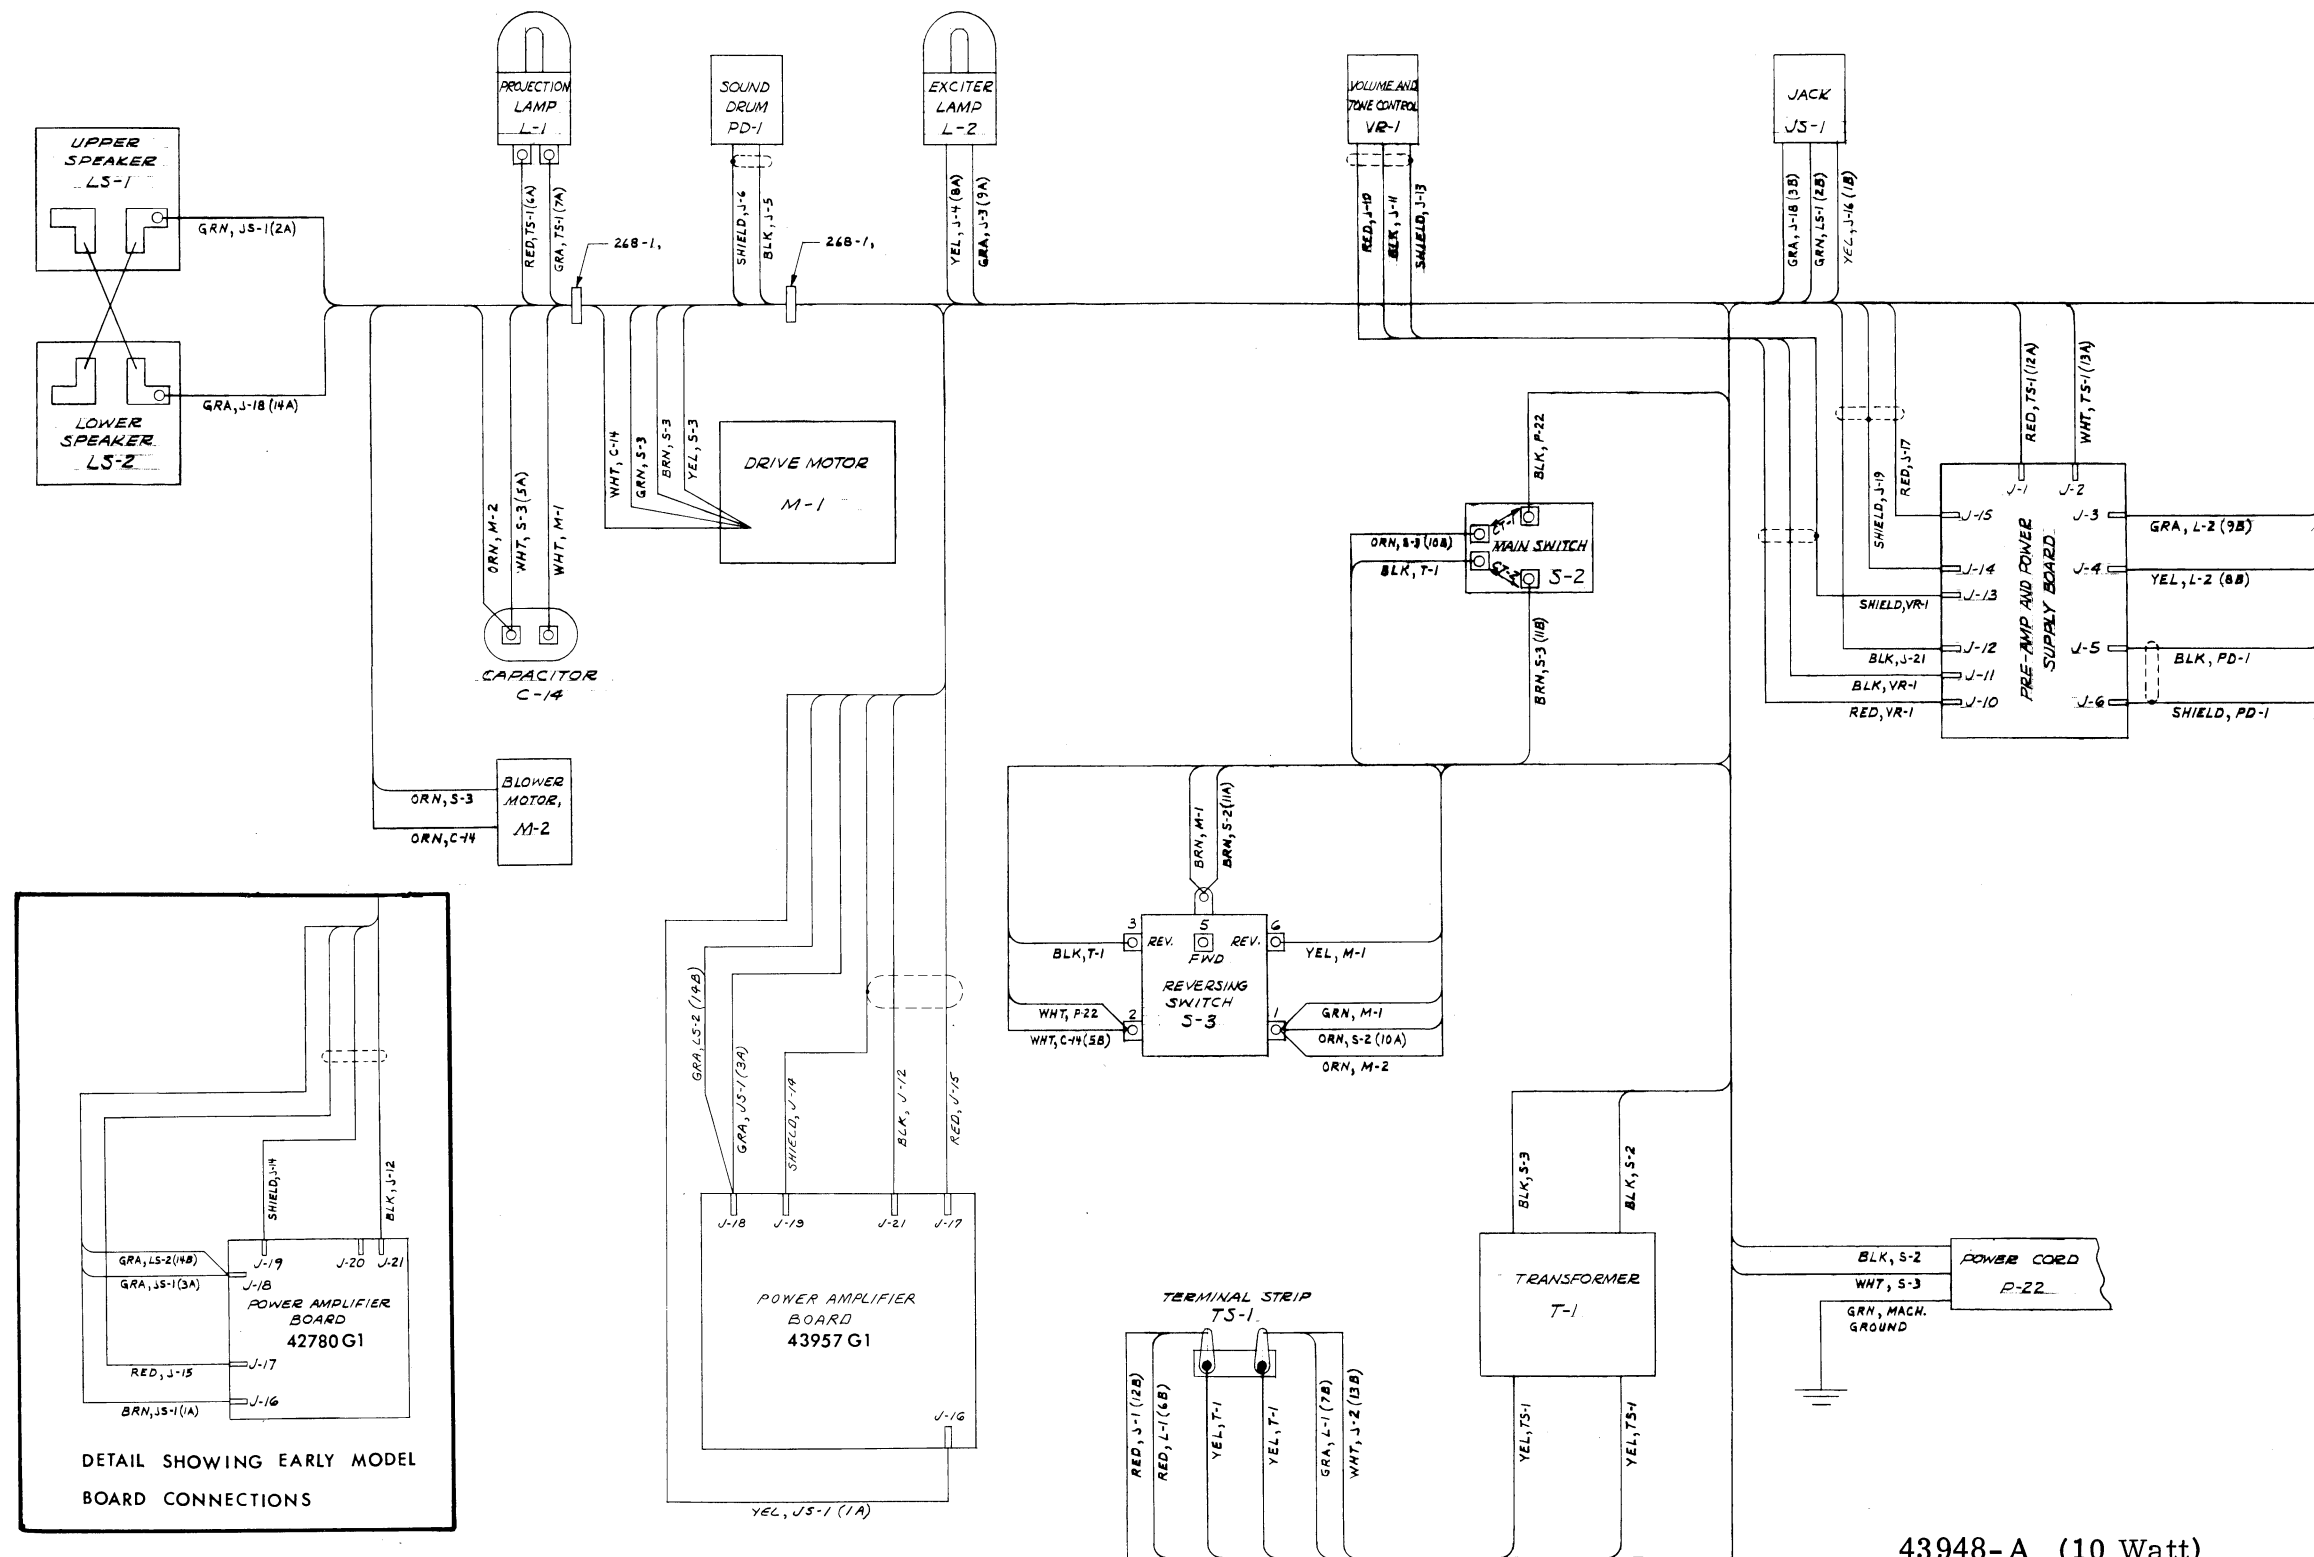 PROJECTION
LAMP
L-1
SOUND
DRUM
PD-1
EXCITER
LAMP
L-2
VOLUME AND
TONE CONTROL
VR-1
JACK
JS-1
UPPER
SPEAKER
LS-1
GRN, JS-1(2A)
RED, TS-1(6A)
GRA, TS-1(7A)
268-1,
SHIELD, J-6
BLK, J-5
268-1,
YEL, J-4(8A)
GRA, J-3(9A)
RED, J-10
BLK, J-11
SHIELD, J-13
GRA, J-18(3B)
GRN, LS-1(2B)
YEL, J-16(1B)
GRA, J-18(14A)
LOWER
SPEAKER
LS-2
ORN, M-2
WHT, S-3(5A)
WHT, M-1
CAPACITOR
C-14
WHT, C-14
GRN, S-3
BRN, S-3
YEL, S-3
DRIVE MOTOR
M-1
BLK, P-22
ORN, S-3(10B)
BLK, T-1
CT-1
MAIN SWITCH
CT-2
S-2
BRN, S-3(11B)
SHIELD, J-19
RED, J-17
RED, TS-1(12A)
WHT, TS-1(13A)
J-1
J-2
J-15
J-3
GRA, L-2(9B)
J-14
J-4
YEL, L-2(8B)
SHIELD, VR-1
J-13
BLK, J-21
J-12
J-5
BLK, PD-1
BLK, VR-1
J-11
RED, VR-1
J-10
J-6
SHIELD, PD-1
PRE-AMP AND POWER
SUPPLY BOARD.
ORN, S-3
ORN, C-14
BLOWER
MOTOR,
M-2
BRN, M-1
BRN, S-2(11A)
3
5
6
REV.
REV.
FWD
BLK, T-1
YEL, M-1
REVERSING
SWITCH
S-3
WHT, P-22
2
WHT, C-14(5B)
1
GRN, M-1
ORN, S-2(10A)
ORN, M-2
GRA, LS-2(14B)
GRA, JS-1(3A)
SHIELD, J-14
BLK, J-12
RED, J-15
J-18
J-19
J-21
J-17
POWER AMPLIFIER
BOARD
43957 G1
J-16
YEL, JS-1 (1A)
SHIELD, J-14
BLK, J-12
GRA, LS-2(14B)
GRA, JS-1(3A)
J-19
J-20
J-21
J-18
POWER AMPLIFIER
BOARD
42780 G1
J-17
RED, J-15
J-16
BRN, JS-1(1A)
DETAIL SHOWING EARLY MODEL
BOARD CONNECTIONS
BLK, S-3
BLK, S-2
TRANSFORMER
T-1
YEL, TS-1
YEL, TS-1
TERMINAL STRIP
TS-1
RED, J-1(12B)
RED, L-1(6B)
YEL, T-1
YEL, T-1
GRA, L-1(7B)
WHT, J-2(13B)
BLK, S-2
WHT, S-3
GRN, MACH.
GROUND
POWER CORD
P-22
43948-A (10 Watt)